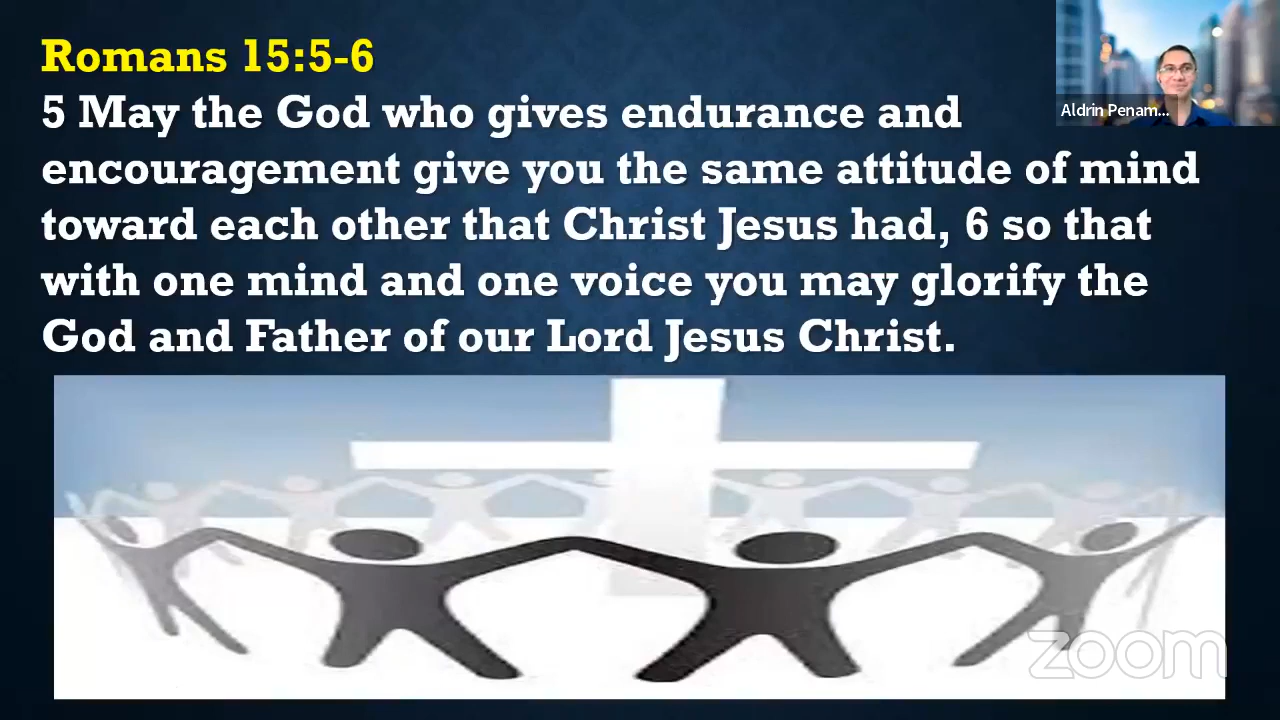 Romans 15:5-6
5 May the God who gives endurance and
encouragement give you the same attitude of mind
toward each other that Christ Jesus had, 6 so that
with one mind and one voice you may glorify the
God and Father of our Lord Jesus Christ.
Aldrin Penam...
zoom